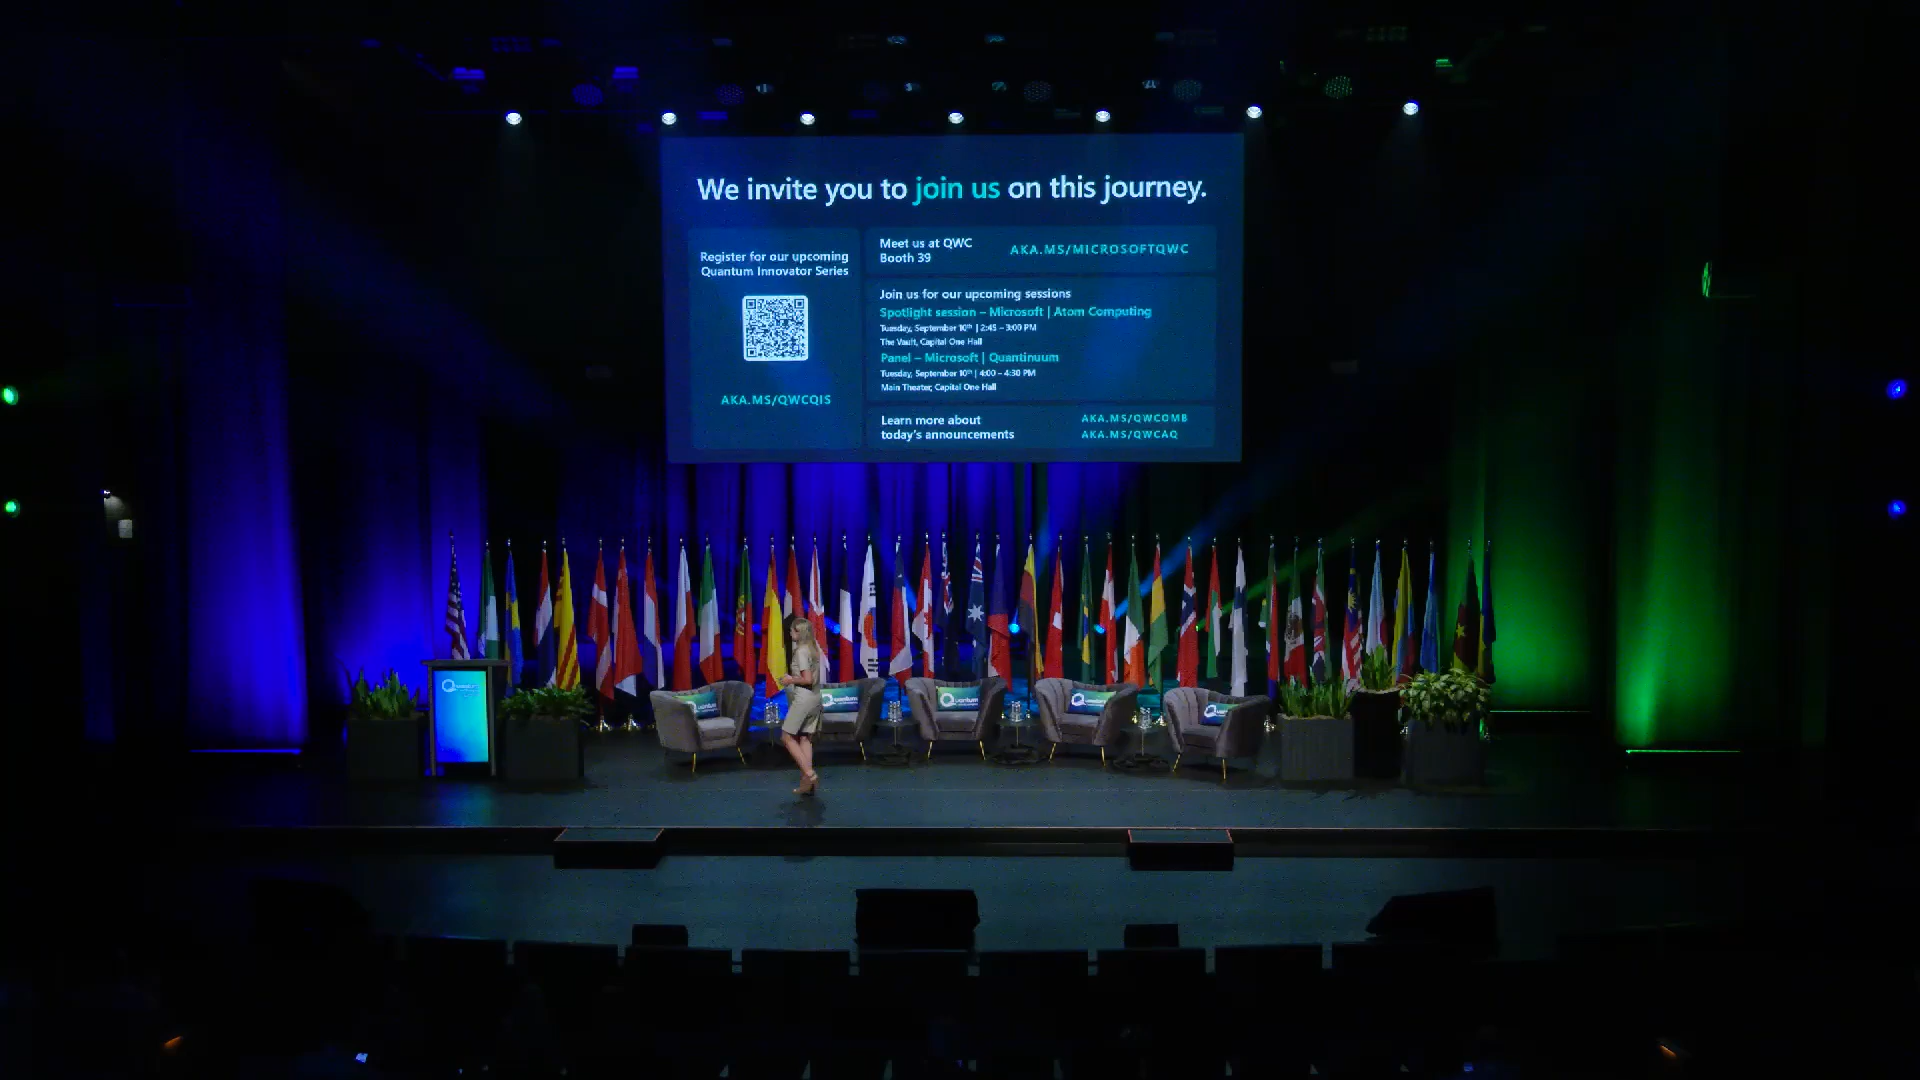 We invite you to join us on this journey.
Register for our upcoming
Quantum Innovator Series
AKA.MS/QWCQIS
Meet us at QWC
Booth 39
AKA.MS/MICROSOFTQWC
Join us for our upcoming sessions
Spotlight session – Microsoft | Atom Computing
Tuesday, September 10th | 2:45 – 3:00 PM
The Vault, Capital One Hall
Panel – Microsoft | Quantinuum
Tuesday, September 10th | 4:00 – 4:30 PM
Main Theater, Capital One Hall
Learn more about
today's announcements
AKA.MS/QWCOMB
AKA.MS/QWCAQ
Quantum
Quantum
Quantum
Quantum